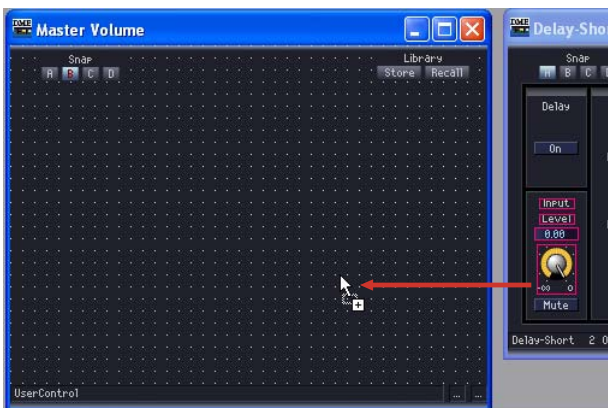 DME Master Volume
Snap
A B C D
Library
Store Recall
UserControl
... ...
DME Delay-Sho
Snap
A B C
Delay
On
Input
Level
0.00
-∞ 0
Mute
Delay-Short 2 0